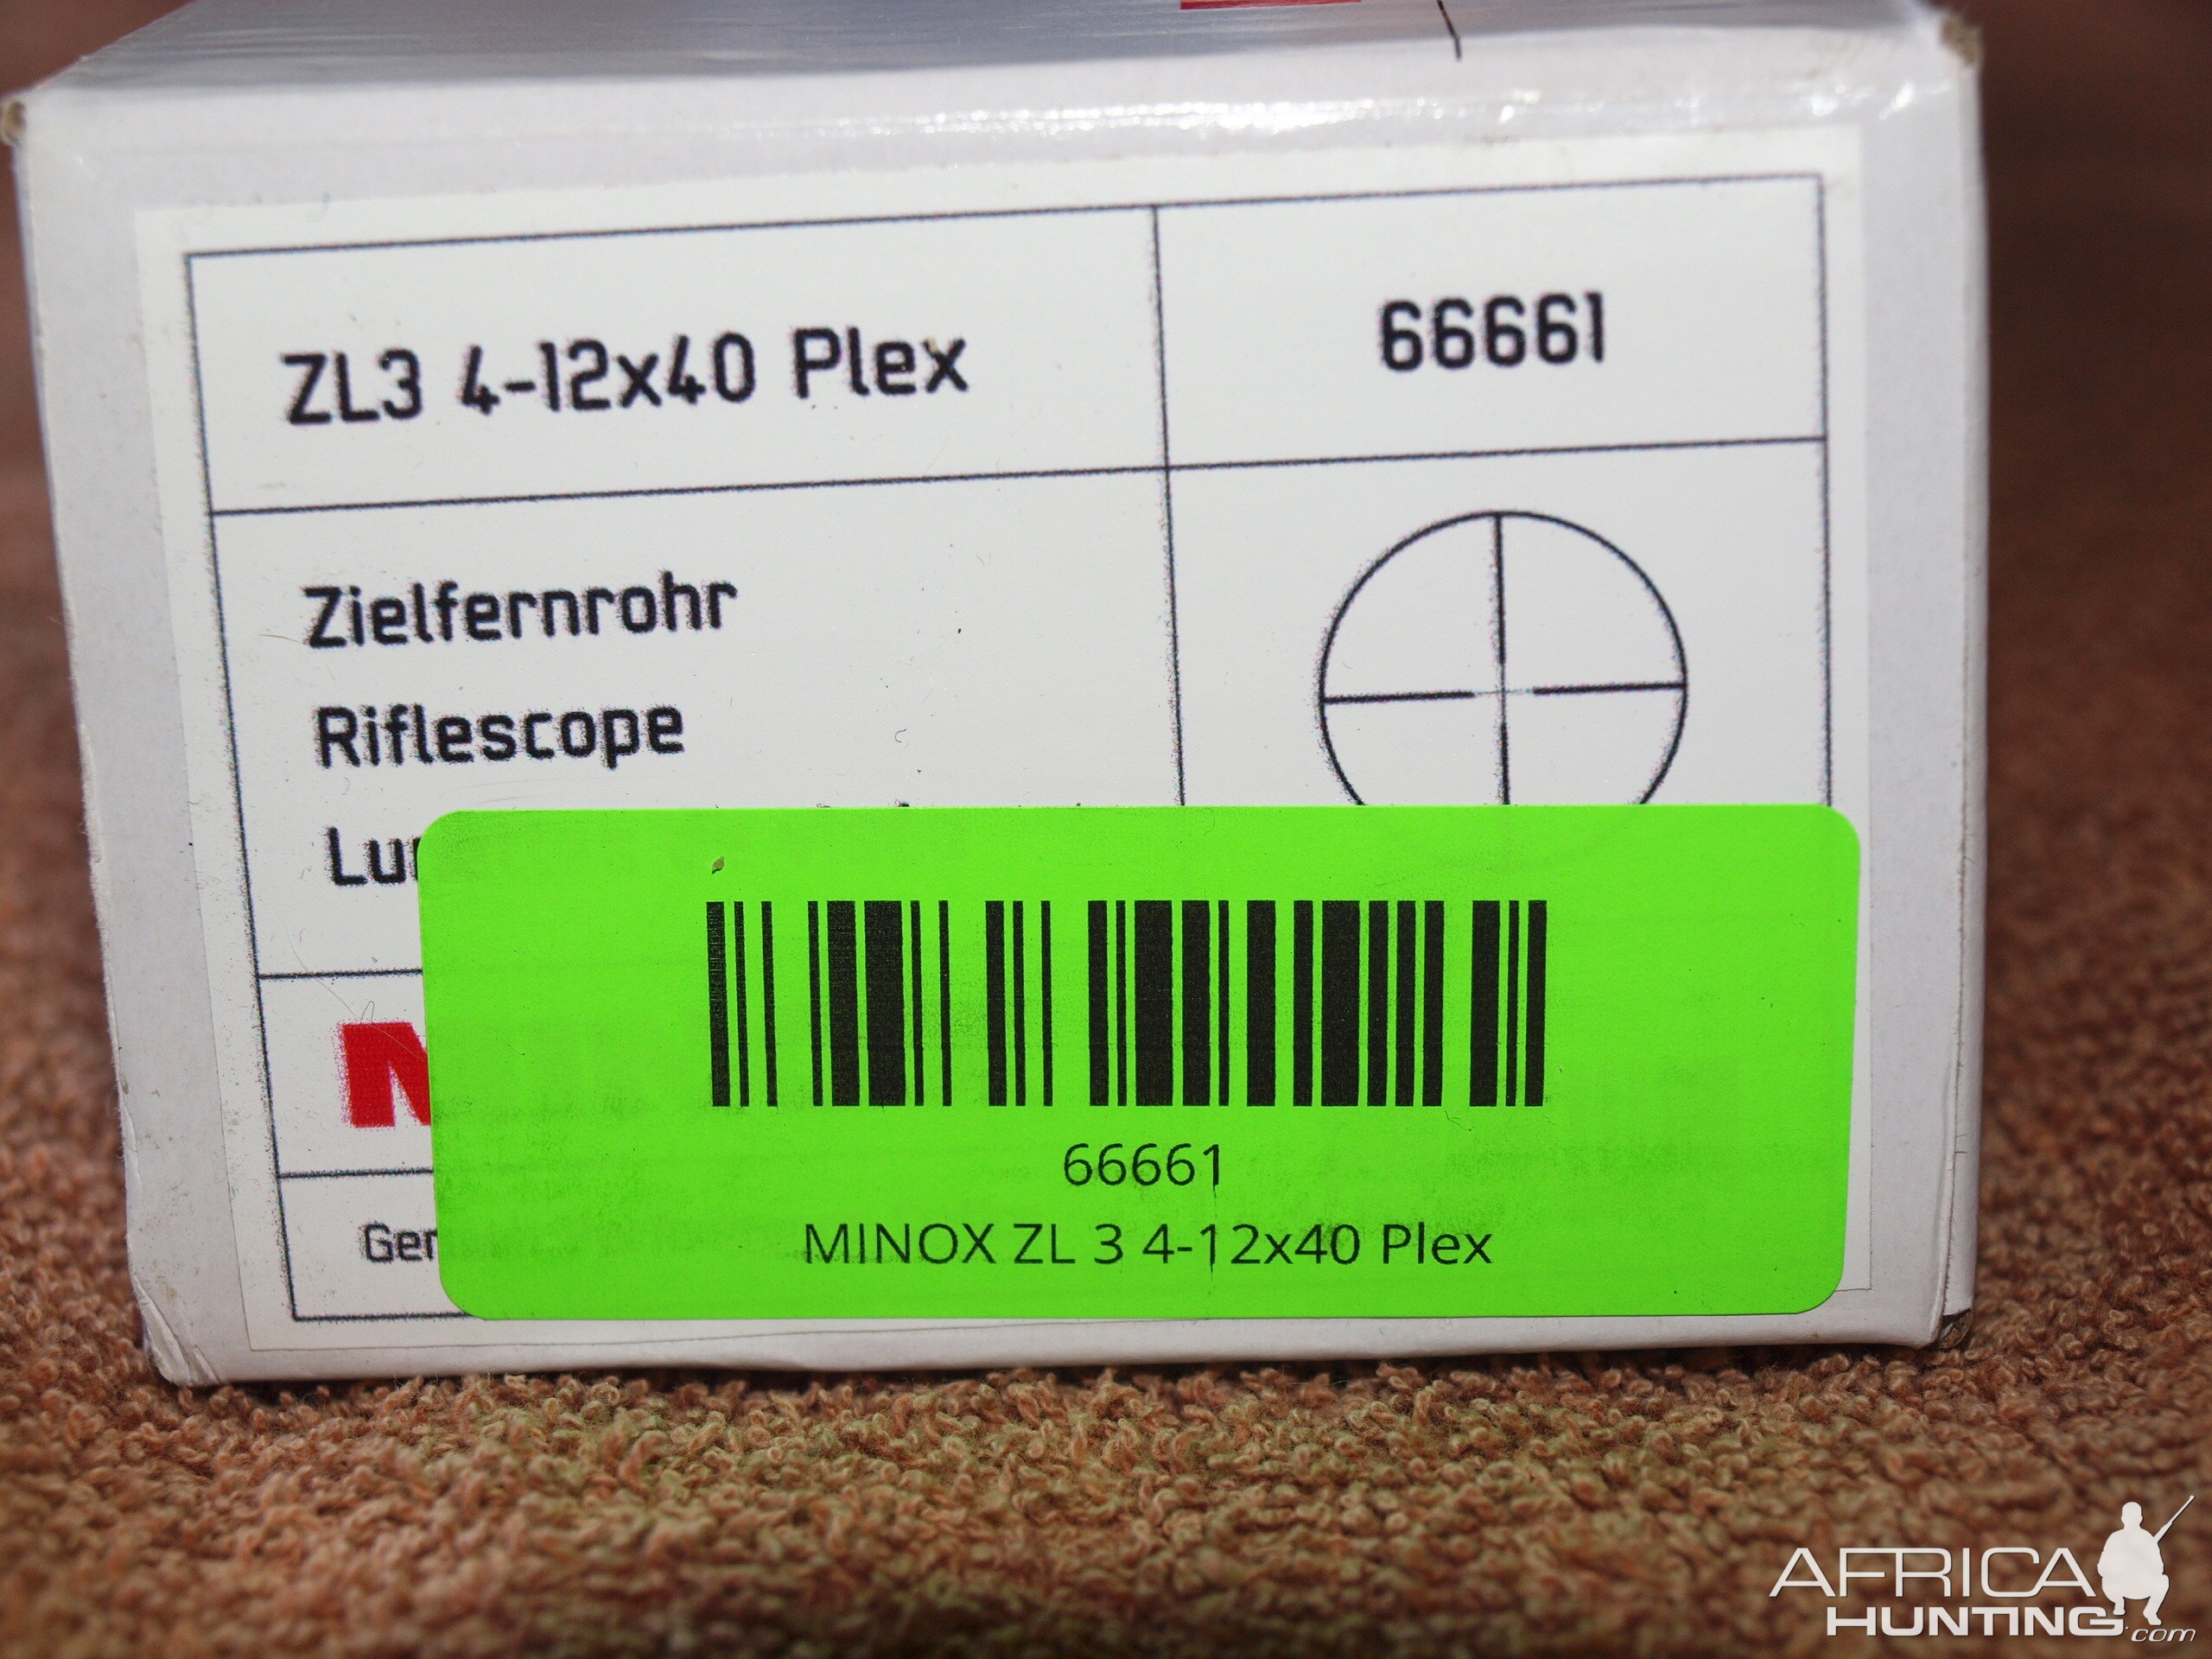 ZL3 4-12x40 Plex 66661
Zielfernrohr
Riflescope
66661
MINOX ZL 3 4-12x40 Plex
AFRICA
HUNTING.com